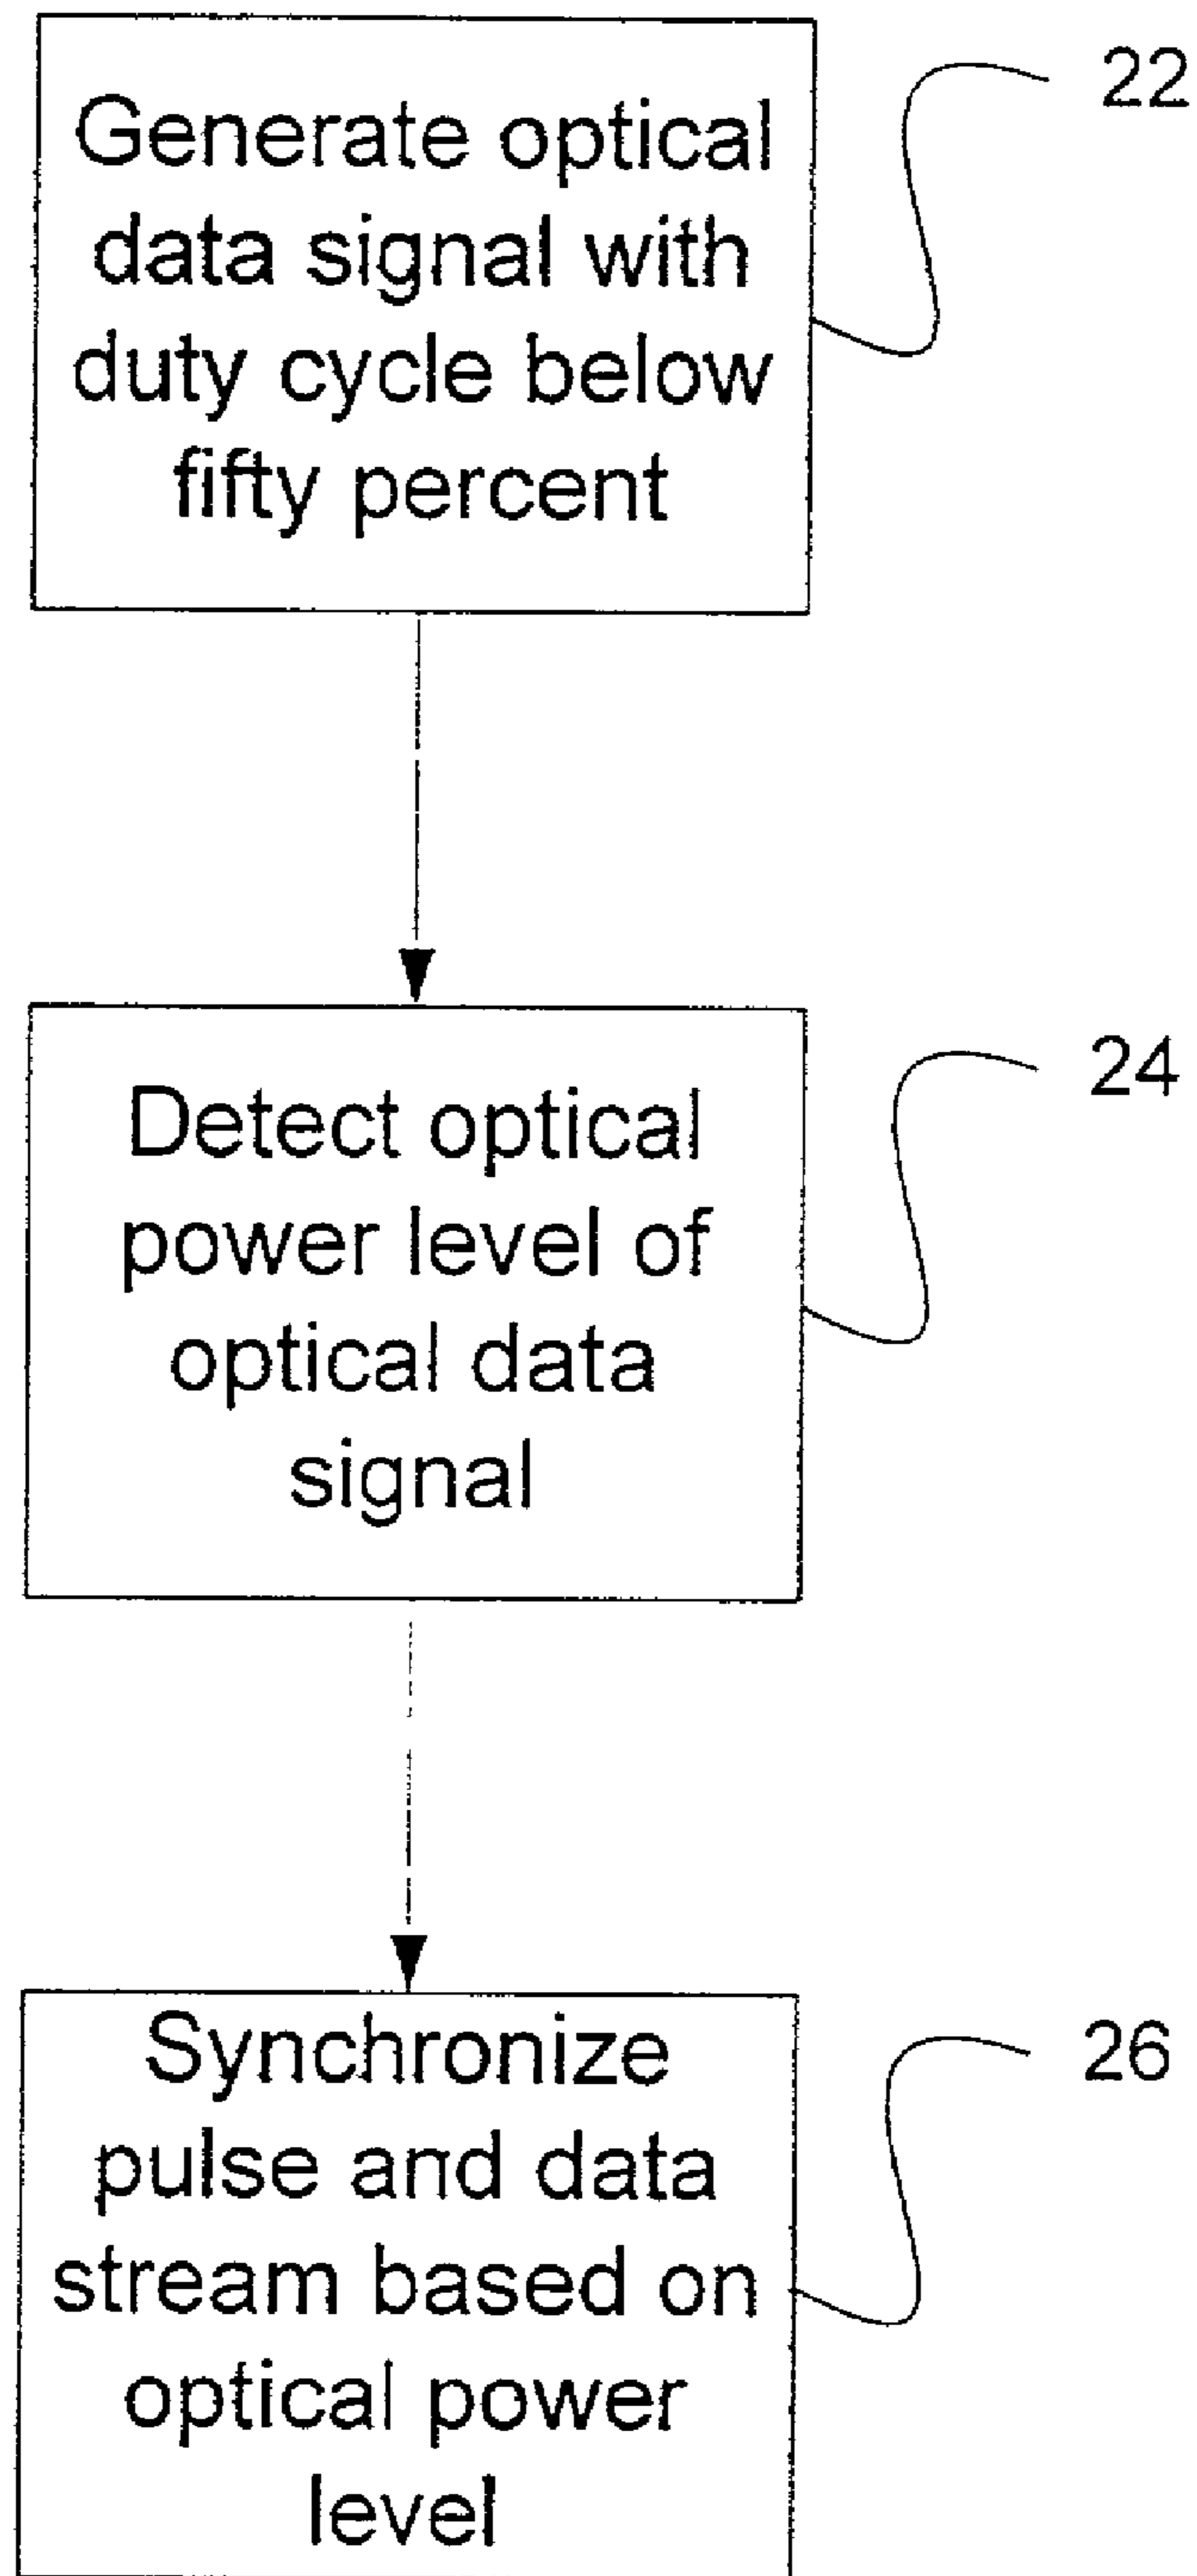 Generate optical
data signal with
duty cycle below
fifty percent
22
Detect optical
power level of
optical data
signal
24
Synchronize
pulse and data
stream based on
optical power
level
26